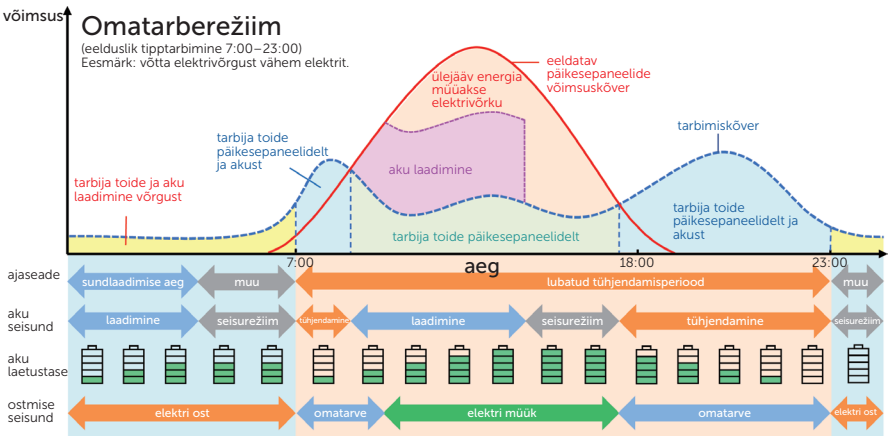 võimsus
Omatarberežiim
(eelduslik tipptarbimine 7:00–23:00)
Eesmärk: võtta elektrivõrgust vähem elektrit.
tarbija toide ja aku
laadimine võrgust
tarbija toide
päikesepaneelidelt
ja akust
ülejääv energia
müüakse
elektrivõrku
eeldatav
päikesepaneelide
võimsuskõver
aku laadimine
tarbija toide päikesepaneelidelt
tarbimiskõver
tarbija toide
päikesepaneelidelt ja
akust
7:00
aeg
18:00
23:00
ajaseade
sundlaadimise aeg
muu
lubatud tühjendamisperiood
muu
aku
seisund
laadimine
seisurežiim
tühjendamine
laadimine
seisurežiim
tühjendamine
seisurežiim
aku
laetustase
ostmise
seisund
elektri ost
omatarve
elektri müük
omatarve
elektri ost